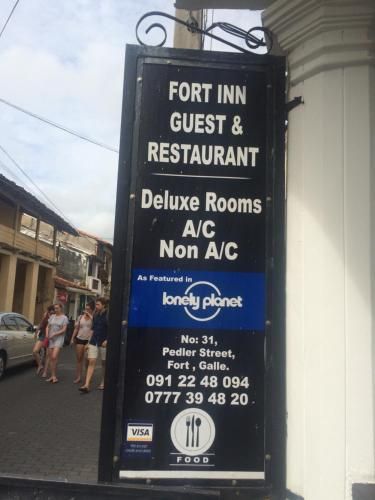 FORT INN
GUEST &
RESTAURANT
Deluxe Rooms
A/C
Non A/C
As Featured in
lonely planet
No: 31,
Pedler Street,
Fort , Galle.
091 22 48 094
0777 39 48 20
VISA
FOOD